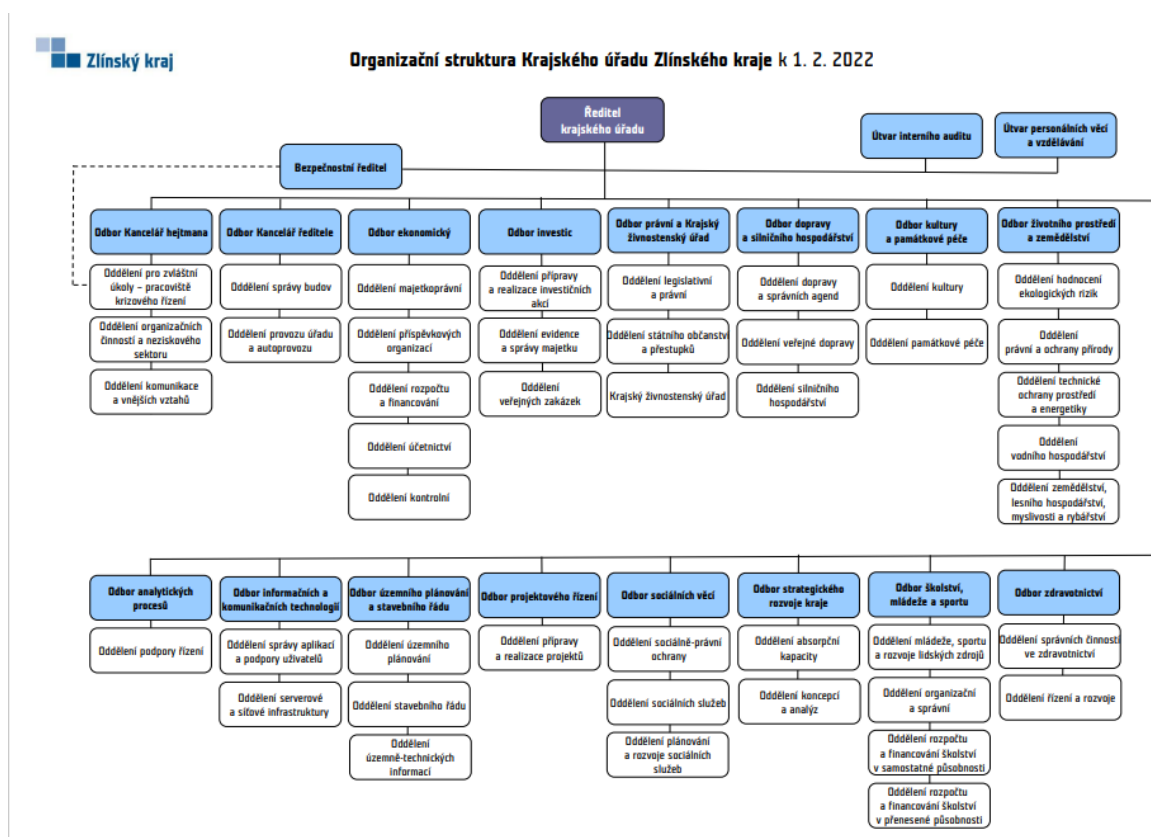 Zlínský kraj
Organizační struktura Krajského úřadu Zlínského kraje k 1. 2. 2022
Ředitel
krajského úřadu
Útvar interního auditu
Útvar personálních věcí
a vzdělávání
Bezpečnostní ředitel
Odbor Kancelář hejtmana
Oddělení pro zvláštní
úkoly – pracoviště
krizového řízení
Oddělení organizačních
činností a neziskového
sektoru
Oddělení komunikace
a vnějších vztahů
Odbor Kancelář ředitele
Oddělení správy budov
Oddělení provozu úřadu
a autoprovozu
Odbor ekonomický
Oddělení majetkoprávní
Oddělení příspěvkových
organizací
Oddělení rozpočtu
a financování
Oddělení účetnictví
Oddělení kontrolní
Odbor investic
Oddělení přípravy
a realizace investičních
akcí
Oddělení evidence
a správy majetku
Oddělení
veřejných zakázek
Odbor právní a Krajský
živnostenský úřad
Oddělení legislativní
a právní
Oddělení státního občanství
a přestupků
Krajský živnostenský úřad
Odbor dopravy
a silničního hospodářství
Oddělení dopravy
a správních agend
Oddělení veřejné dopravy
Oddělení silničního
hospodářství
Odbor kultury
a památkové péče
Oddělení kultury
Oddělení památkové péče
Odbor životního prostředí
a zemědělství
Oddělení hodnocení
ekologických rizik
Oddělení
právní a ochrany přírody
Oddělení technické
ochrany prostředí
a energetiky
Oddělení
vodního hospodářství
Oddělení zemědělství,
lesního hospodářství,
myslivosti a rybářství
Odbor analytických
procesů
Oddělení podpory řízení
Odbor informačních a
komunikačních technologií
Oddělení správy aplikací
a podpory uživatelů
Oddělení serverové
a síťové infrastruktury
Odbor územního plánování
a stavebního řádu
Oddělení územního
plánování
Oddělení stavebního řádu
Oddělení
územně-technických
informací
Odbor projektového řízení
Oddělení přípravy
a realizace projektů
Odbor sociálních věcí
Oddělení sociálně-právní
ochrany
Oddělení sociálních služeb
Oddělení plánování
a rozvoje sociálních
služeb
Odbor strategického
rozvoje kraje
Oddělení absorpční
kapacity
Oddělení koncepcí
a analýz
Odbor školství,
mládeže a sportu
Oddělení mládeže, sportu
a rozvoje lidských zdrojů
Oddělení organizační
a správní
Oddělení rozpočtu
a financování školství
v samostatné působnosti
Oddělení rozpočtu
a financování školství
v přenesené působnosti
Odbor zdravotnictví
Oddělení správních činností
ve zdravotnictví
Oddělení řízení a rozvoje